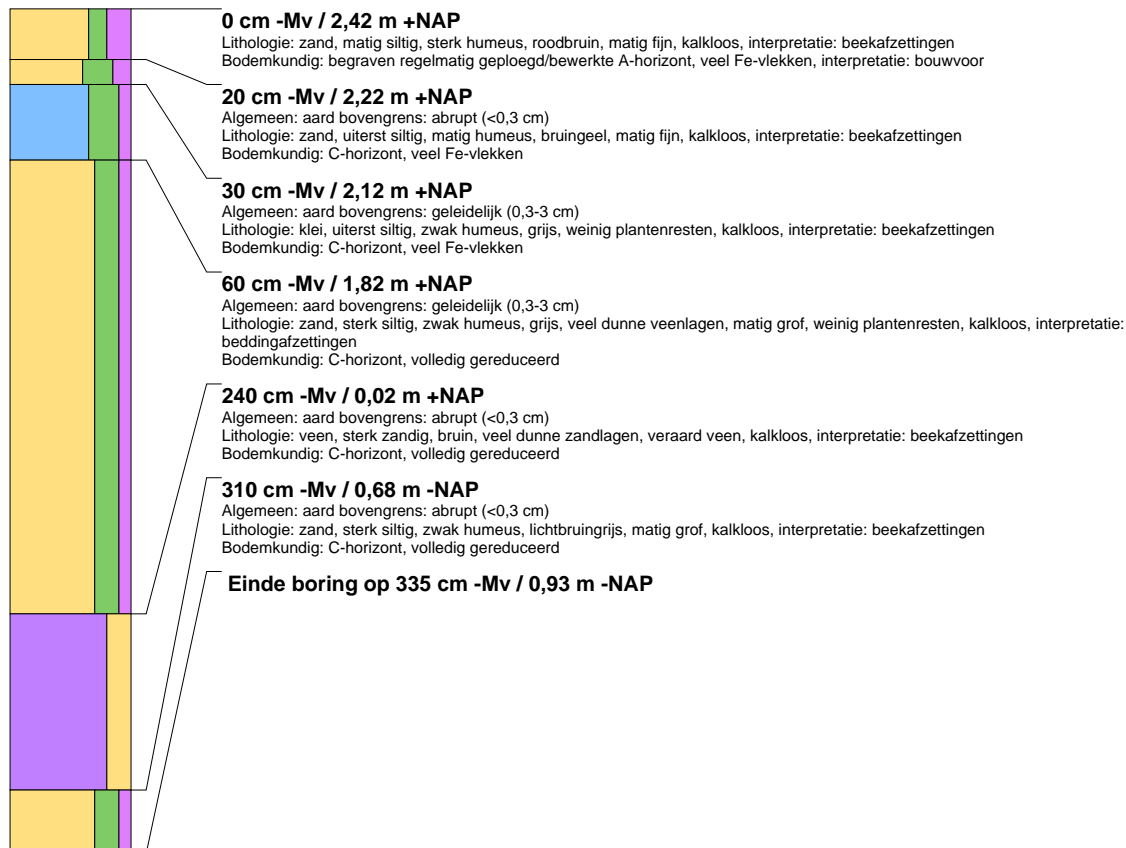 0 cm -Mv / 2,42 m +NAP
Lithologie: zand, matig siltig, sterk humeus, roodbruin, matig fijn, kalkloos, interpretatie: beekafzettingen
Bodemkundig: begraven regelmatig geploegd/bewerkte A-horizont, veel Fe-vlekken, interpretatie: bouwvoor
20 cm -Mv / 2,22 m +NAP
Algemeen: aard bovengrens: abrupt (<0,3 cm)
Lithologie: zand, uiterst siltig, matig humeus, bruingeel, matig fijn, kalkloos, interpretatie: beekafzettingen
Bodemkundig: C-horizont, veel Fe-vlekken
30 cm -Mv / 2,12 m +NAP
Algemeen: aard bovengrens: geleidelijk (0,3-3 cm)
Lithologie: klei, uiterst siltig, zwak humeus, grijs, weinig plantenresten, kalkloos, interpretatie: beekafzettingen
Bodemkundig: C-horizont, veel Fe-vlekken
60 cm -Mv / 1,82 m +NAP
Algemeen: aard bovengrens: geleidelijk (0,3-3 cm)
Lithologie: zand, sterk siltig, zwak humeus, grijs, veel dunne veenlagen, matig grof, weinig plantenresten, kalkloos, interpretatie:
beddingafzettingen
Bodemkundig: C-horizont, volledig gereduceerd
240 cm -Mv / 0,02 m +NAP
Algemeen: aard bovengrens: abrupt (<0,3 cm)
Lithologie: veen, sterk zandig, bruin, veel dunne zandlagen, veraard veen, kalkloos, interpretatie: beekafzettingen
Bodemkundig: C-horizont, volledig gereduceerd
310 cm -Mv / 0,68 m -NAP
Algemeen: aard bovengrens: abrupt (<0,3 cm)
Lithologie: zand, sterk siltig, zwak humeus, lichtbruingrijs, matig grof, kalkloos, interpretatie: beekafzettingen
Bodemkundig: C-horizont, volledig gereduceerd
Einde boring op 335 cm -Mv / 0,93 m -NAP